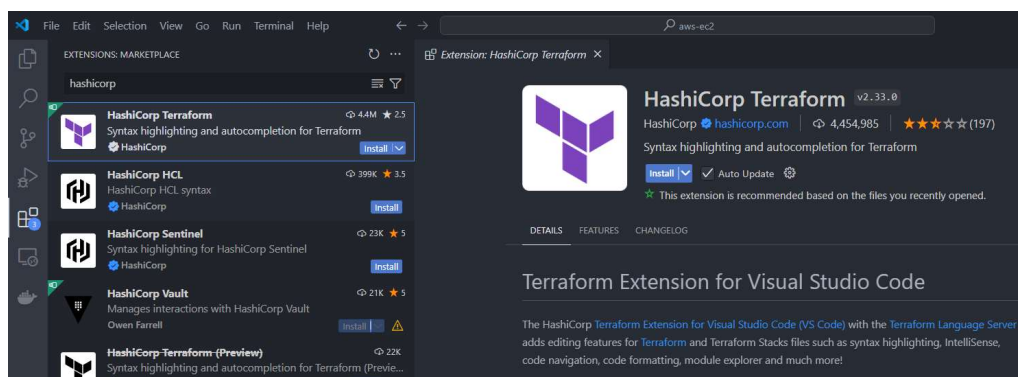 File Edit Selection View Go Run Terminal Help
aws-ec2
EXTENSIONS: MARKETPLACE
hashicorp
HashiCorp Terraform 4.4M 2.5
Syntax highlighting and autocompletion for Terraform
HashiCorp Install
HashiCorp HCL 399K 3.5
HashiCorp HCL syntax
HashiCorp Install
HashiCorp Sentinel 23K 5
Syntax highlighting for HashiCorp Sentinel
HashiCorp Install
HashiCorp Vault 21K 5
Manages interactions with HashiCorp Vault
Owen Farrell Install
HashiCorp Terraform (Preview) 22K
Syntax highlighting and autocompletion for Terraform (Previe...
3
Extension: HashiCorp Terraform
HashiCorp Terraform v2.33.0
HashiCorp hashicorp.com 4,454,985 (197)
Syntax highlighting and autocompletion for Terraform
Install Auto Update
This extension is recommended based on the files you recently opened.
DETAILS FEATURES CHANGELOG
Terraform Extension for Visual Studio Code
The HashiCorp Terraform Extension for Visual Studio Code (VS Code) with the Terraform Language Server
adds editing features for Terraform and Terraform Stacks files such as syntax highlighting, IntelliSense,
code navigation, code formatting, module explorer and much more!